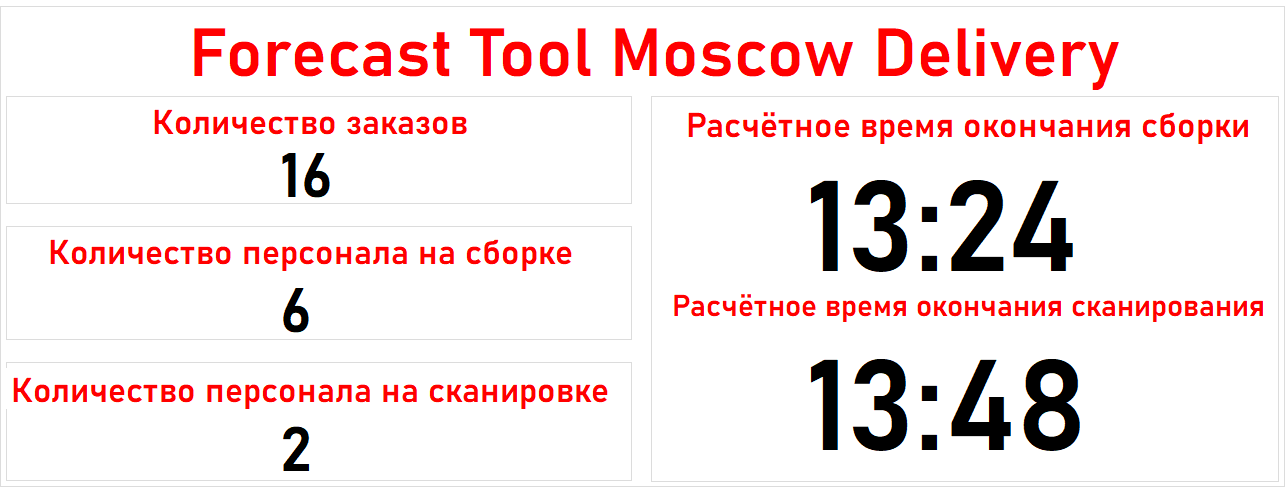 Forecast Tool Moscow Delivery
Количество заказов
16
Количество персонала на сборке
6
Количество персонала на сканировке
2
Расчётное время окончания сборки
13:24
Расчётное время окончания сканирования
13:48